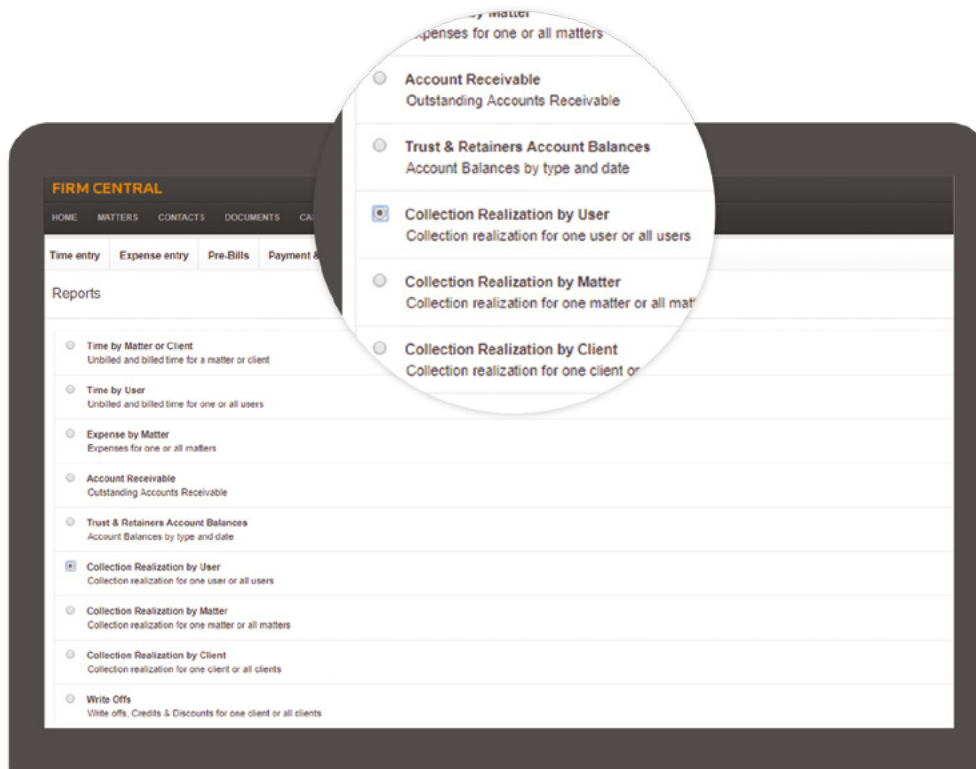 by Matter
Expenses for one or all matters
Account Receivable
Outstanding Accounts Receivable
Trust & Retainers Account Balances
Account Balances by type and date
Collection Realization by User
Collection realization for one user or all users
Collection Realization by Matter
Collection realization for one matter or all
Collection Realization by Client
Collection realization for one client or
FIRM CENTRAL
HOME MATTERS CONTACTS DOCUMENTS
Time entry Expense entry Pre-Bills Payment &
Reports
Time by Matter or Client
Unbilled and billed time for a matter or client
Time by User
Unbilled and billed time for one or all users
Expense by Matter
Expenses for one or all matters
Account Receivable
Outstanding Accounts Receivable
Trust & Retainers Account Balances
Account Balances by type and date
Collection Realization by User
Collection realization for one user or all users
Collection Realization by Matter
Collection realization for one matter or all matters
Collection Realization by Client
Collection realization for one client or all clients
Write Offs
Write offs, Credits & Discounts for one client or all clients